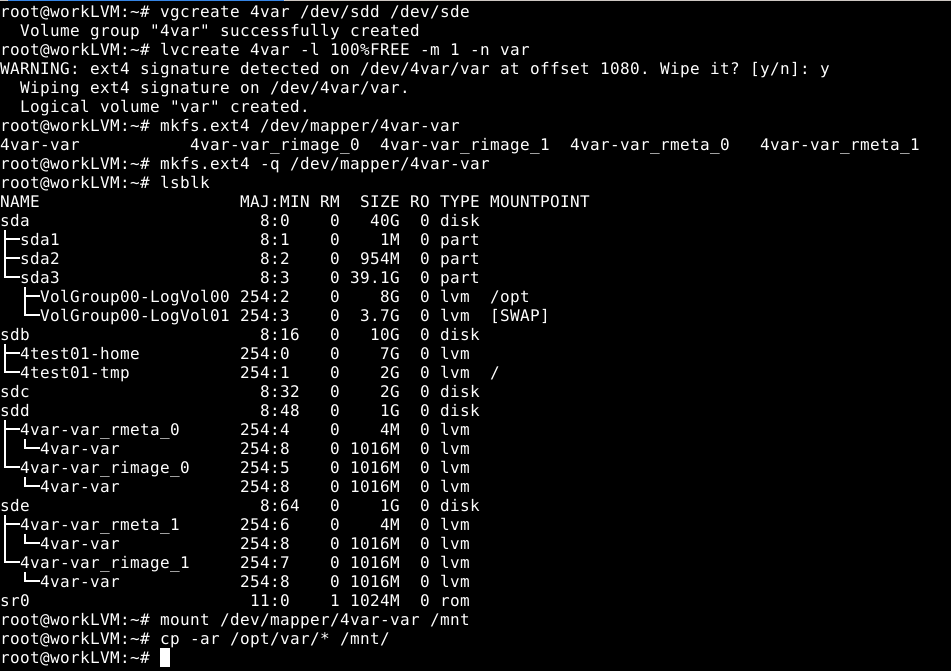 root@workLVM:~# vgcreate 4var /dev/sdd /dev/sde
  Volume group "4var" successfully created
root@workLVM:~# lvcreate 4var -l 100%FREE -m 1 -n var
WARNING: ext4 signature detected on /dev/4var/var at offset 1080. Wipe it? [y/n]: y
  Wiping ext4 signature on /dev/4var/var.
  Logical volume "var" created.
root@workLVM:~# mkfs.ext4 /dev/mapper/4var-var
4var-var           4var-var_rimage_0  4var-var_rimage_1  4var-var_rmeta_0   4var-var_rmeta_1
root@workLVM:~# mkfs.ext4 -q /dev/mapper/4var-var
root@workLVM:~# lsblk
NAME                    MAJ:MIN RM  SIZE RO TYPE MOUNTPOINT
sda                       8:0    0   40G  0 disk
├─sda1                    8:1    0    1M  0 part
├─sda2                    8:2    0  954M  0 part
└─sda3                    8:3    0 39.1G  0 part
  ├─VolGroup00-LogVol00 254:2    0    8G  0 lvm  /opt
  └─VolGroup00-LogVol01 254:3    0  3.7G  0 lvm  [SWAP]
sdb                       8:16   0   10G  0 disk
├─4test01-home          254:0    0    7G  0 lvm
└─4test01-tmp           254:1    0    2G  0 lvm  /
sdc                       8:32   0    2G  0 disk
sdd                       8:48   0    1G  0 disk
├─4var-var_rmeta_0      254:4    0    4M  0 lvm
│ └─4var-var            254:8    0 1016M  0 lvm
└─4var-var_rimage_0     254:5    0 1016M  0 lvm
  └─4var-var            254:8    0 1016M  0 lvm
sde                       8:64   0    1G  0 disk
├─4var-var_rmeta_1      254:6    0    4M  0 lvm
│ └─4var-var            254:8    0 1016M  0 lvm
└─4var-var_rimage_1     254:7    0 1016M  0 lvm
  └─4var-var            254:8    0 1016M  0 lvm
sr0                      11:0    1 1024M  0 rom
root@workLVM:~# mount /dev/mapper/4var-var /mnt
root@workLVM:~# cp -ar /opt/var/* /mnt/
root@workLVM:~#